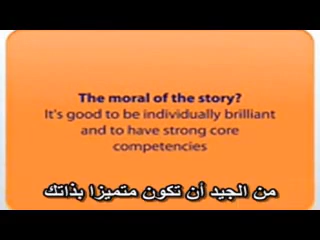 The moral of the story?
It's good to be individually brilliant
and to have strong core
competencies
من الجيد أن تكون متميزا بذاتك